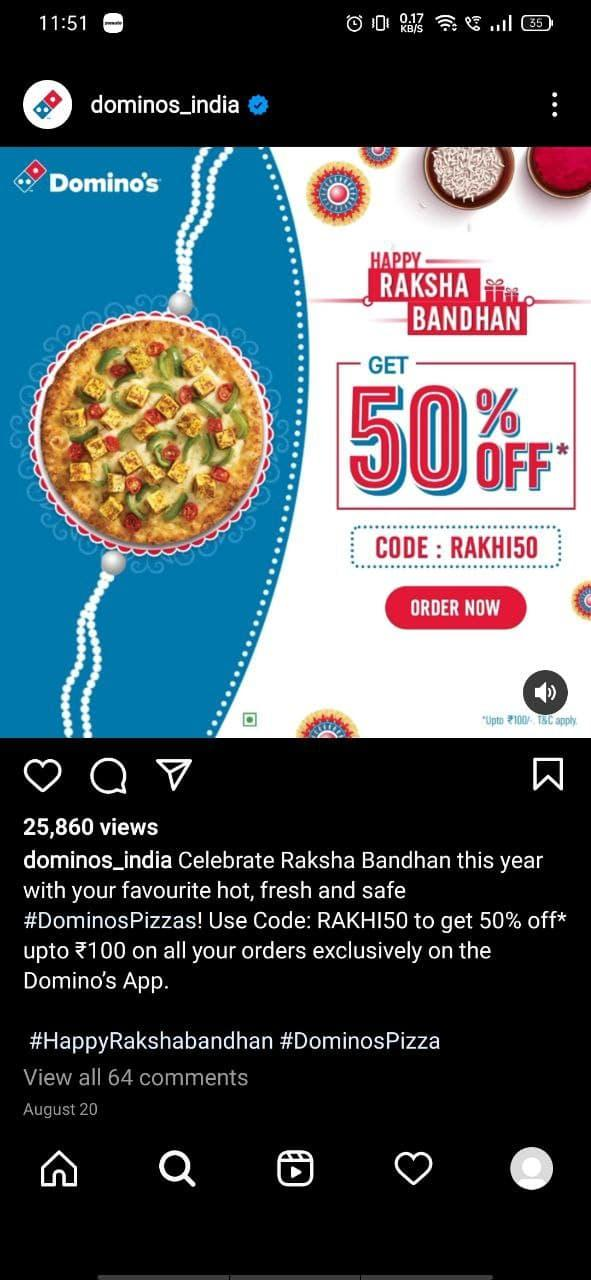 11:51
0.17
KB/S
35
dominos_india
Domino's
HAPPY
RAKSHA
BANDHAN
GET
50%
OFF*
CODE : RAKHI50
ORDER NOW
*Upto ₹100/-. T&C apply.
25,860 views
dominos_india Celebrate Raksha Bandhan this year
with your favourite hot, fresh and safe
#DominosPizzas! Use Code: RAKHI50 to get 50% off*
upto ₹100 on all your orders exclusively on the
Domino’s App.
#HappyRakshabandhan #DominosPizza
View all 64 comments
August 20